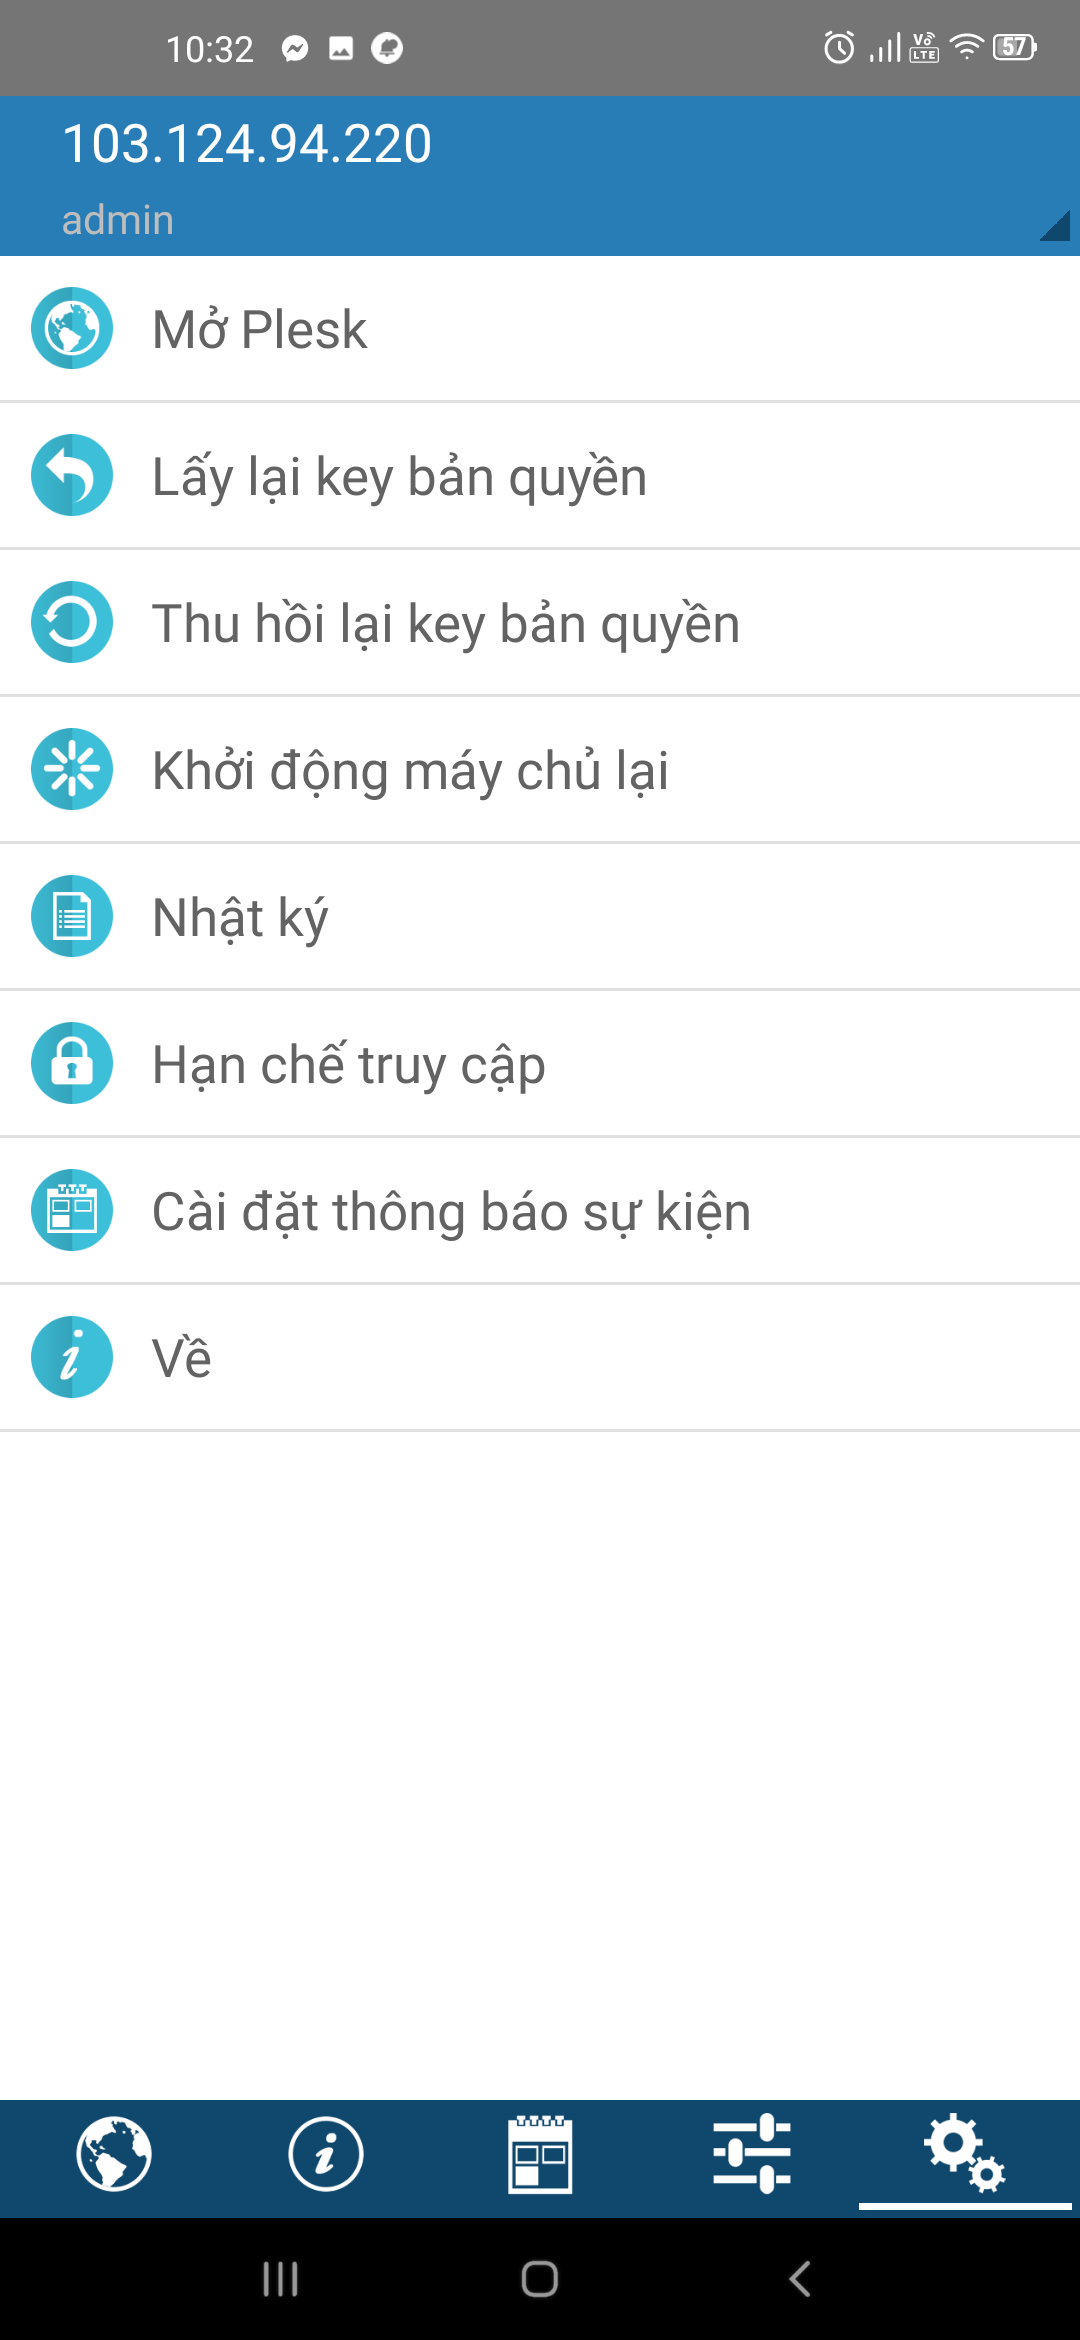 10:32
Vo
LTE
57
103.124.94.220
admin
Mở Plesk
Lấy lại key bản quyền
Thu hồi lại key bản quyền
Khởi động máy chủ lại
Nhật ký
Hạn chế truy cập
Cài đặt thông báo sự kiện
Về